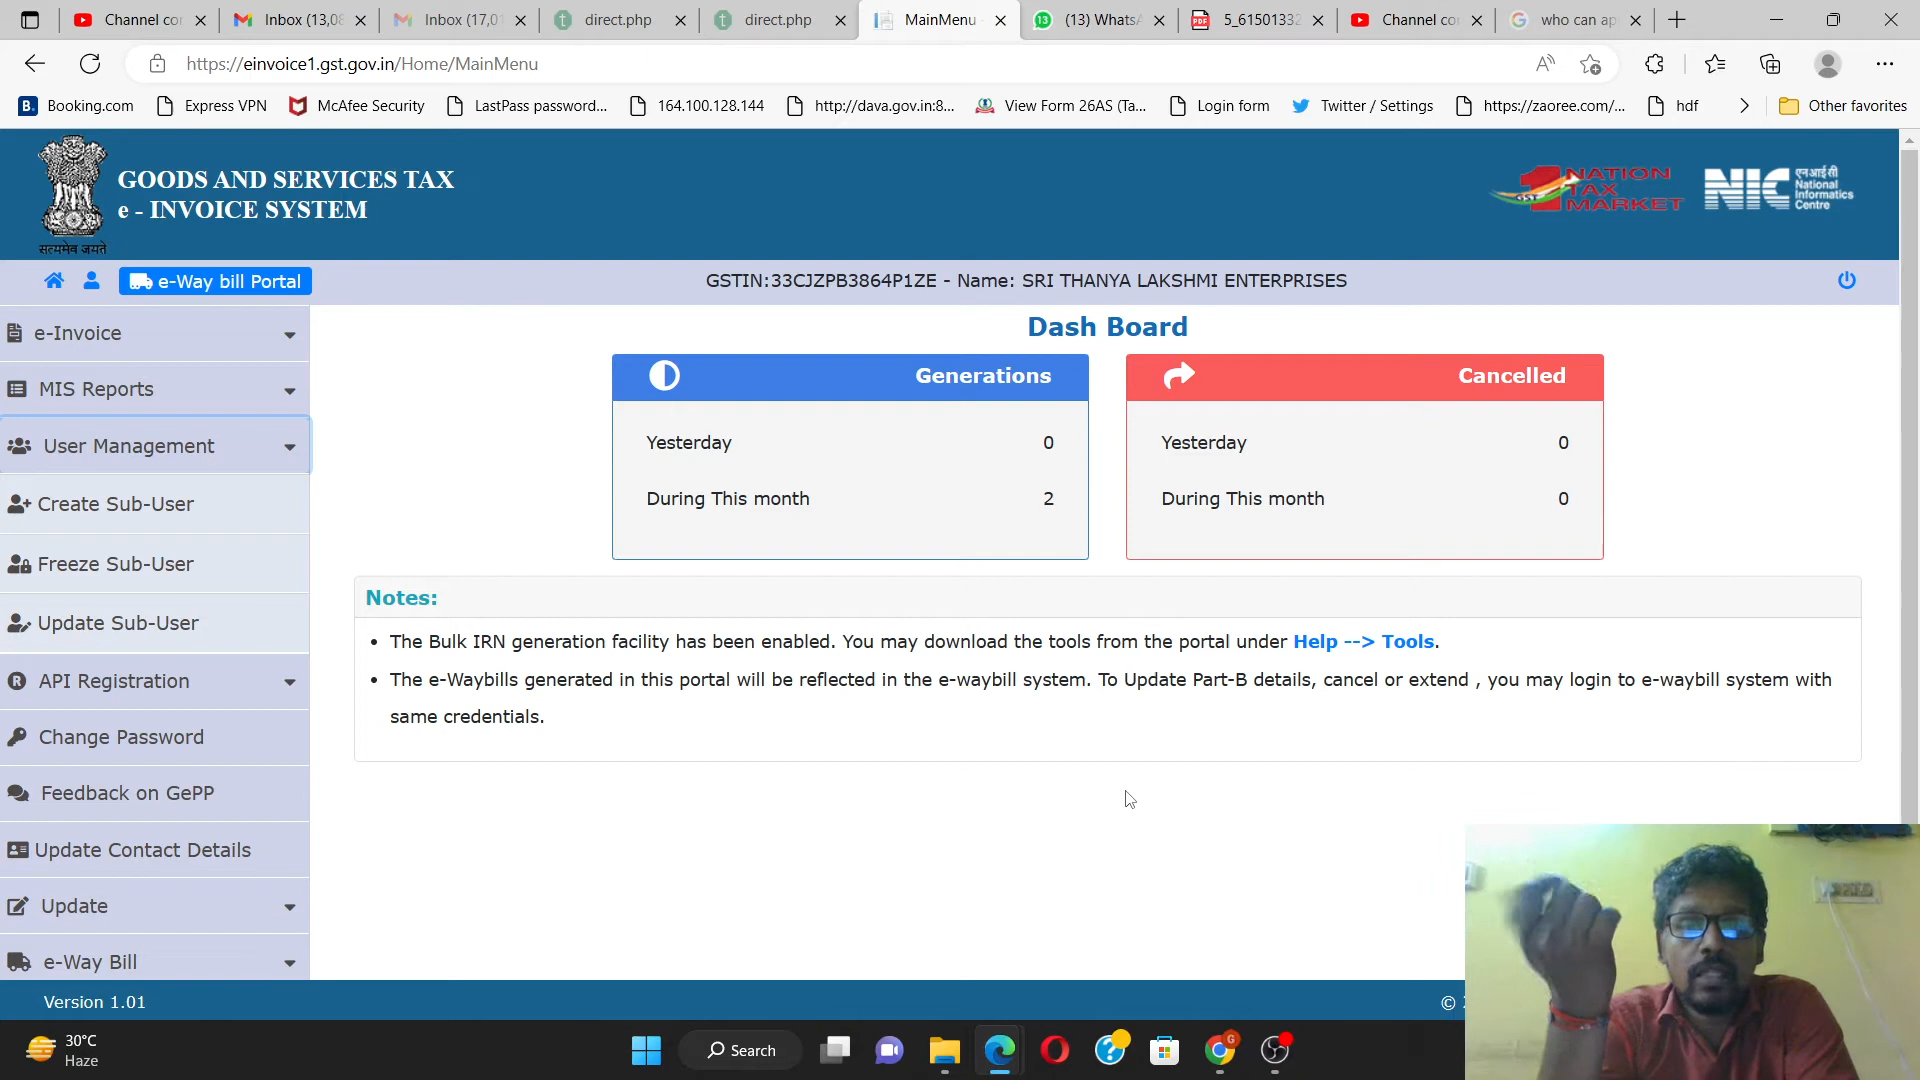 Channel co
Inbox (13,08
Inbox (17,01
direct.php
direct.php
MainMenu
(13) WhatsA
5_61501332
Channel co
who can ap
https://einvoice1.gst.gov.in/Home/MainMenu
Booking.com
Express VPN
McAfee Security
LastPass password...
164.100.128.144
http://dava.gov.in:8...
View Form 26AS (Ta...
Login form
Twitter / Settings
https://zaoree.com/...
hdf
Other favorites
सत्यमेव जयते
GOODS AND SERVICES TAX
e - INVOICE SYSTEM
GST 1 NATION
TAX
MARKET
NIC एनआईसी
National
Informatics
Centre
e-Way bill Portal
GSTIN:33CJZPB3864P1ZE - Name: SRI THANYA LAKSHMI ENTERPRISES
e-Invoice
MIS Reports
User Management
Create Sub-User
Freeze Sub-User
Update Sub-User
API Registration
Change Password
Feedback on GePP
Update Contact Details
Update
e-Way Bill
Dash Board
Generations
Yesterday 0
During This month 2
Cancelled
Yesterday 0
During This month 0
Notes:
• The Bulk IRN generation facility has been enabled. You may download the tools from the portal under Help --> Tools.
• The e-Waybills generated in this portal will be reflected in the e-waybill system. To Update Part-B details, cancel or extend , you may login to e-waybill system with
same credentials.
Version 1.01
©
30°C
Haze
Search